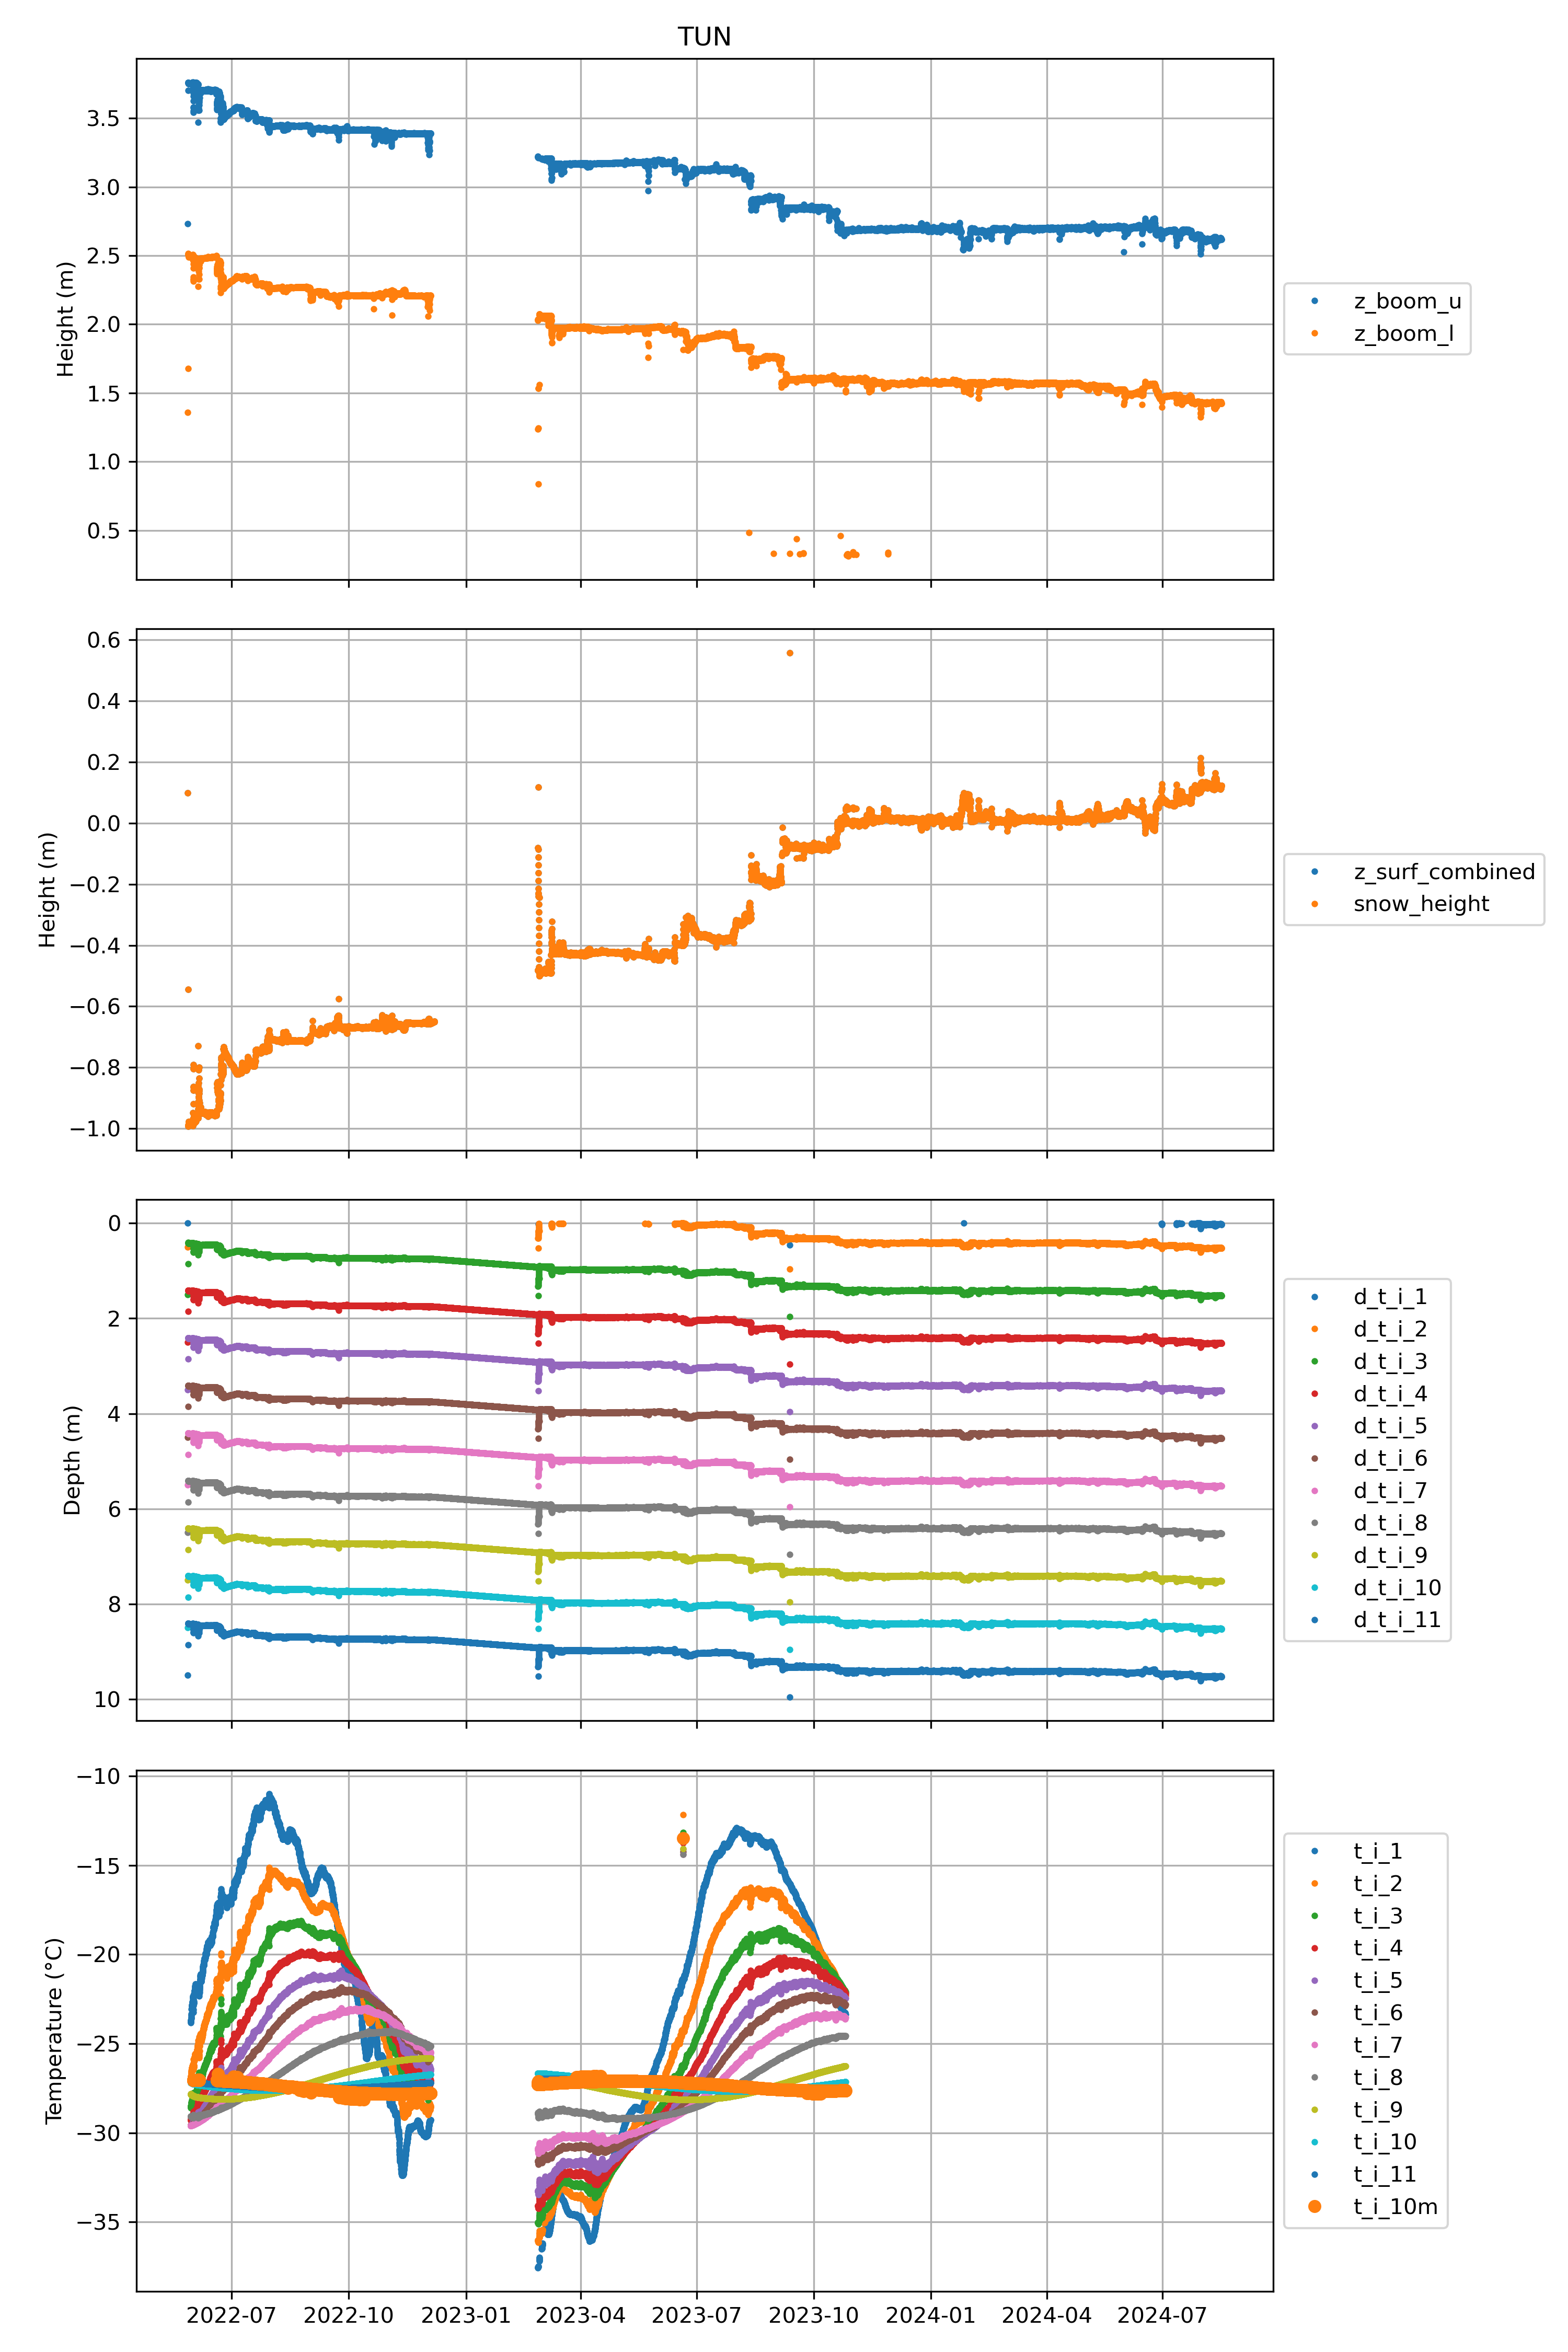 TUN
3.5
3.0
2.5
2.0
1.5
1.0
0.5
Height (m)
z_boom_u
z_boom_l
0.6
0.4
0.2
0.0
−0.2
−0.4
−0.6
−0.8
−1.0
Height (m)
z_surf_combined
snow_height
0
2
4
6
8
10
Depth (m)
d_t_i_1
d_t_i_2
d_t_i_3
d_t_i_4
d_t_i_5
d_t_i_6
d_t_i_7
d_t_i_8
d_t_i_9
d_t_i_10
d_t_i_11
−10
−15
−20
−25
−30
−35
Temperature (°C)
t_i_1
t_i_2
t_i_3
t_i_4
t_i_5
t_i_6
t_i_7
t_i_8
t_i_9
t_i_10
t_i_11
t_i_10m
2022-07 2022-10 2023-01 2023-04 2023-07 2023-10 2024-01 2024-04 2024-07